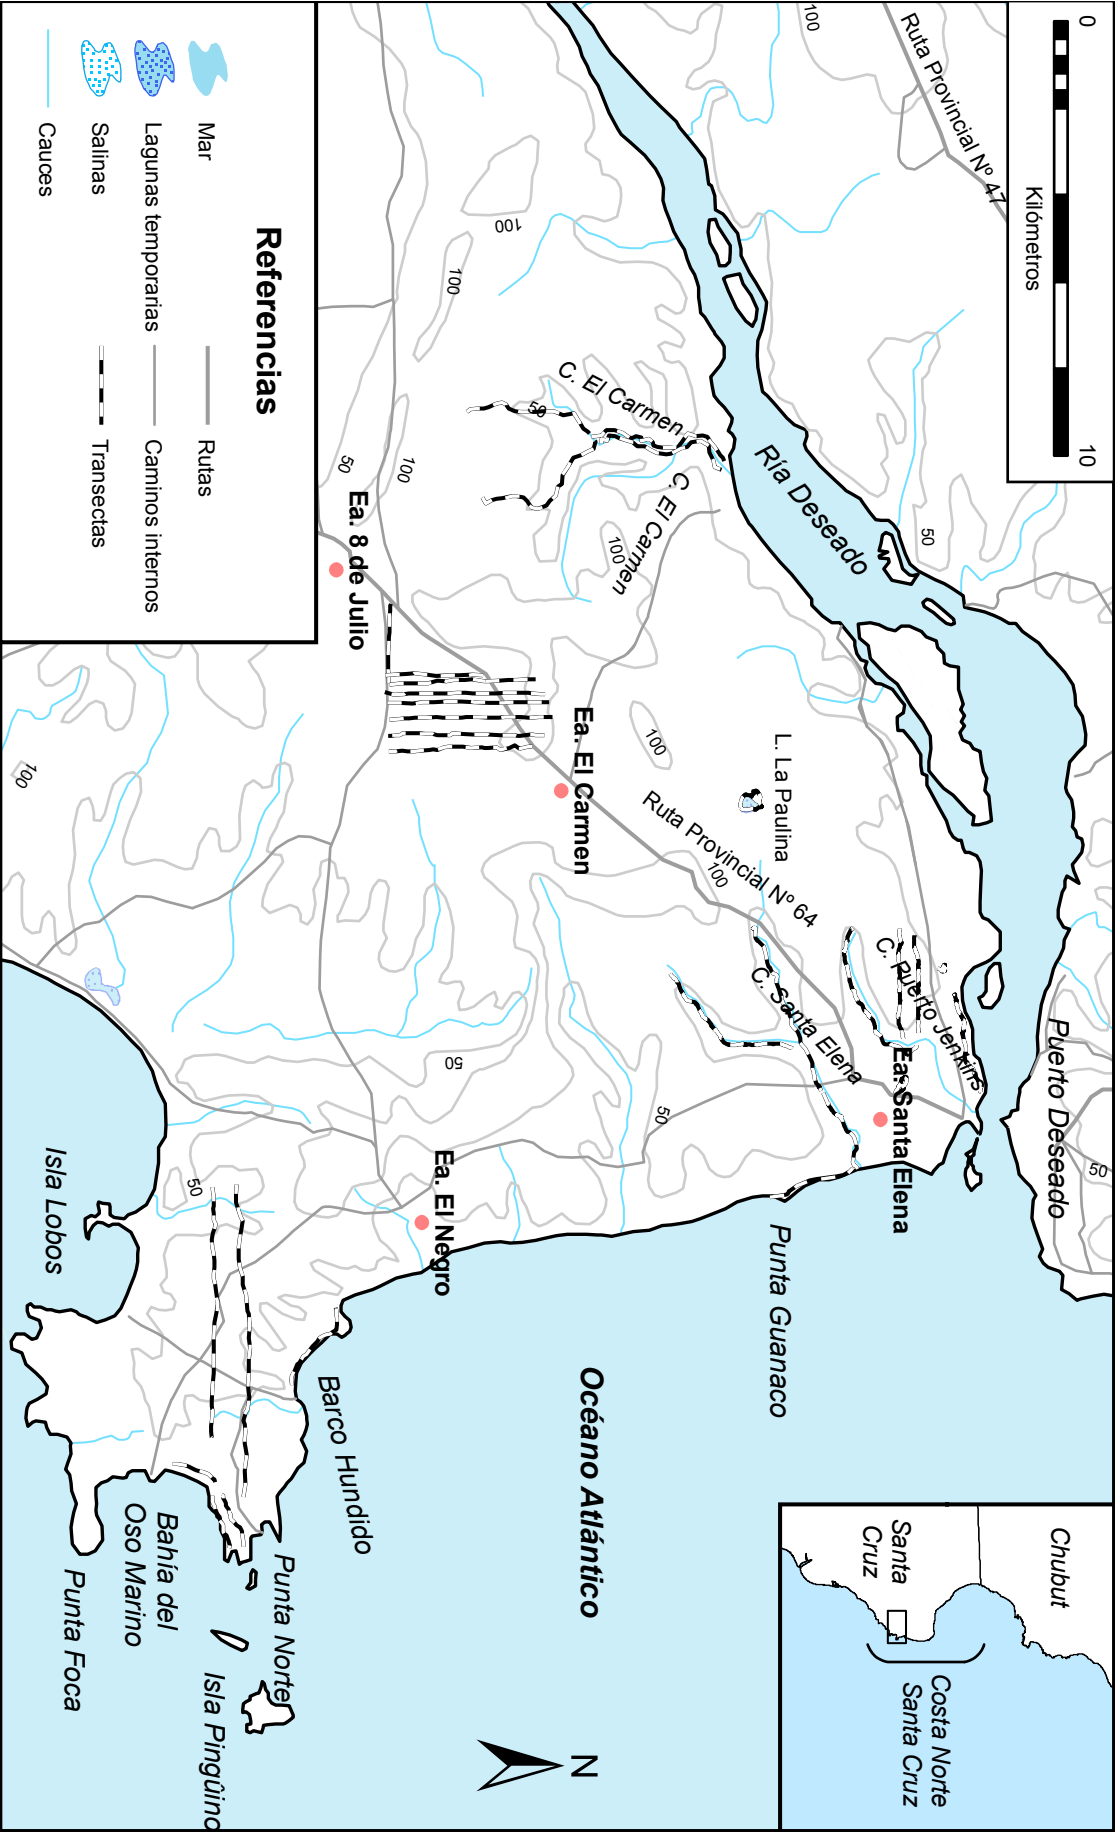 0
10
Kilómetros
Ruta Provincial Nº 47
100
Chubut
Santa
Cruz
Costa Norte
Santa Cruz
Puerto Deseado
50
50
Ría Deseado
C. Puerto Jenkins
Ea. Santa Elena
L. La Paulina
Ruta Provincial Nº 64
100
C. Santa Elena
Punta Guanaco
100
50
C. El Carmen
C. El Carmen
50
100
Ea. El Carmen
Océano Atlántico
N
100
100
100
50
Ea. 8 de Julio
50
Ea. El Negro
Barco Hundido
Punta Norte
Isla Pingûino
Bahía del
Oso Marino
Punta Foca
50
Isla Lobos
100
Referencias
Mar
Lagunas temporarias
Salinas
Cauces
Rutas
Caminos internos
Transectas